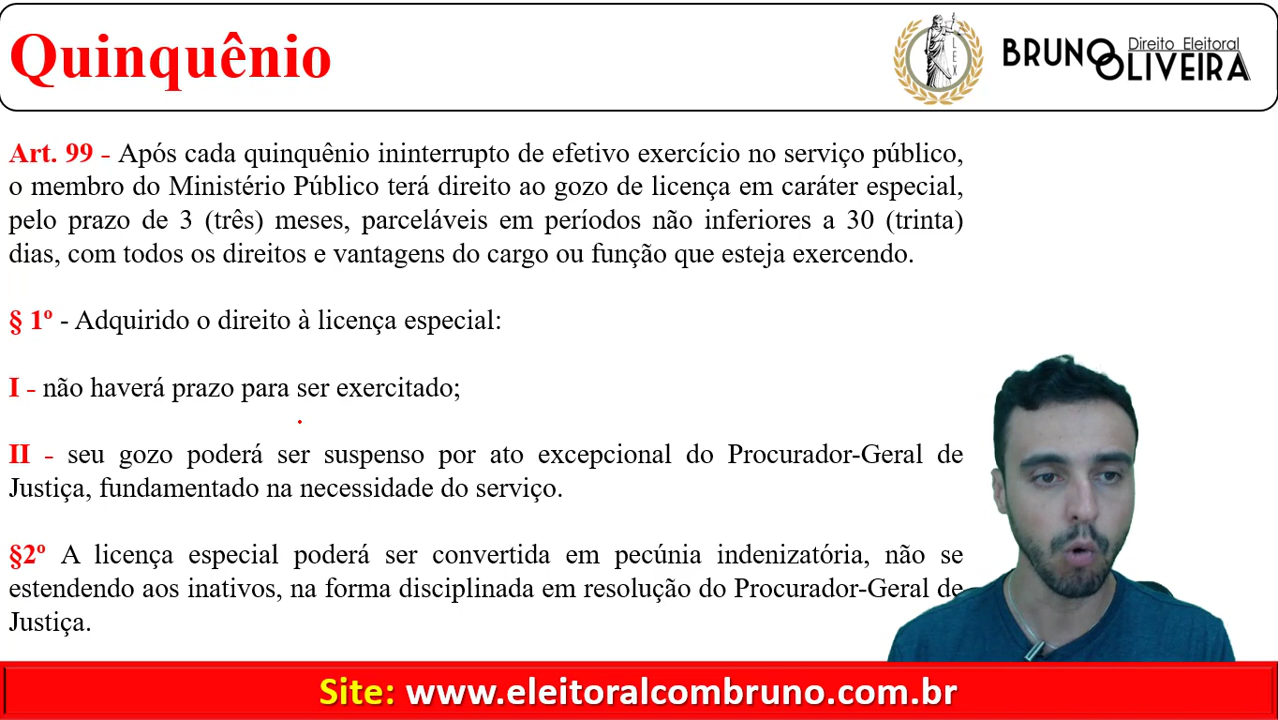 Quinquênio
LEX
BRUNO Direito Eleitoral
OLIVEIRA
Art. 99 - Após cada quinquênio ininterrupto de efetivo exercício no serviço público,
o membro do Ministério Público terá direito ao gozo de licença em caráter especial,
pelo prazo de 3 (três) meses, parceláveis em períodos não inferiores a 30 (trinta)
dias, com todos os direitos e vantagens do cargo ou função que esteja exercendo.
§ 1º - Adquirido o direito à licença especial:
I - não haverá prazo para ser exercitado;
II - seu gozo poderá ser suspenso por ato excepcional do Procurador-Geral de
Justiça, fundamentado na necessidade do serviço.
§2º A licença especial poderá ser convertida em pecúnia indenizatória, não se
estendendo aos inativos, na forma disciplinada em resolução do Procurador-Geral de
Justiça.
Site: www.eleitoralcombruno.com.br